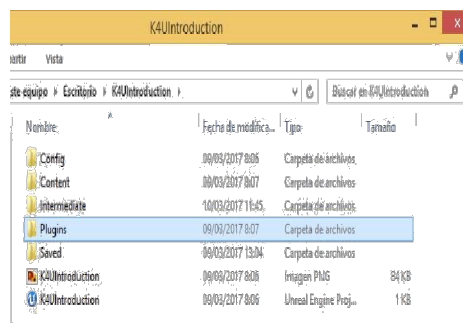 K4UIntroduction
artir Vista
ste equipo Escritorio K4UIntroduction Buscar en K4UIntroduction
Nombre Fecha de modifica... Tipo Tamaño
Config 09/03/2017 8:06 Carpeta de archivos
Content 09/03/2017 8:07 Carpeta de archivos
Intermediate 10/03/2017 11:45 Carpeta de archivos
Plugins 09/03/2017 8:07 Carpeta de archivos
Saved 09/03/2017 13:04 Carpeta de archivos
K4UIntroduction 09/03/2017 8:06 Imagen PNG 84 KB
K4UIntroduction 09/03/2017 8:06 Unreal Engine Proj... 1 KB